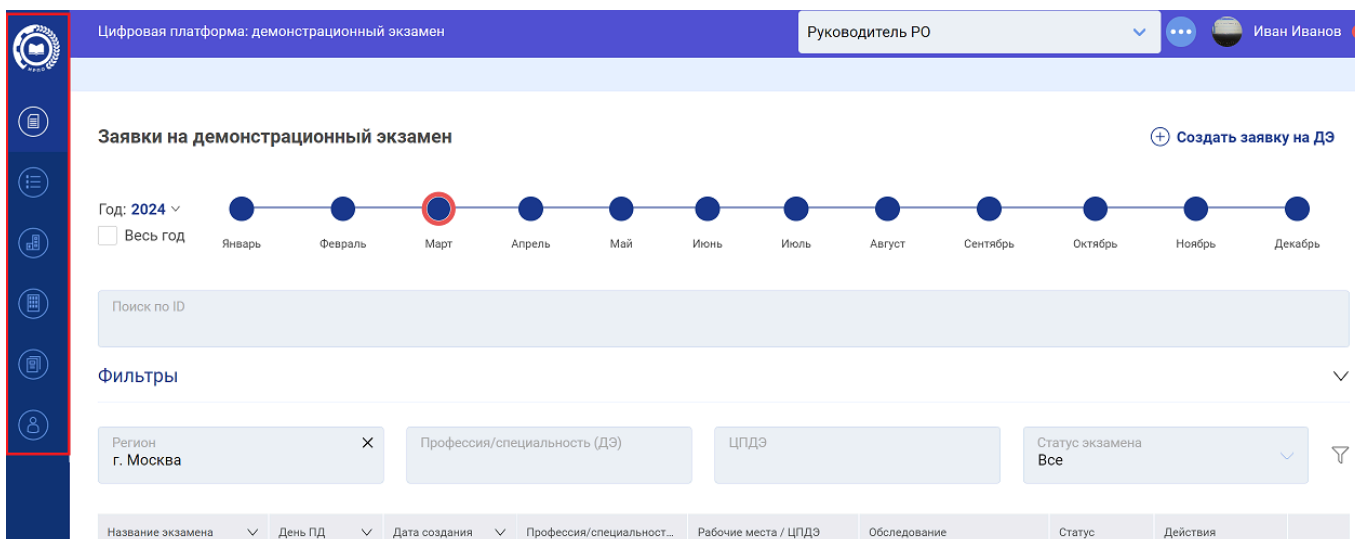 Цифровая платформа: демонстрационный экзамен
Руководитель РО
Иван Иванов
ИРПО
Заявки на демонстрационный экзамен
Создать заявку на ДЭ
Год: 2024
Весь год
Январь Февраль Март Апрель Май Июнь Июль Август Сентябрь Октябрь Ноябрь Декабрь
Поиск по ID
Фильтры
Регион
г. Москва
Профессия/специальность (ДЭ)
ЦПДЭ
Статус экзамена
Все
Название экзамена День ПД Дата создания Профессия/специальност... Рабочие места / ЦПДЭ Обследование Статус Действия